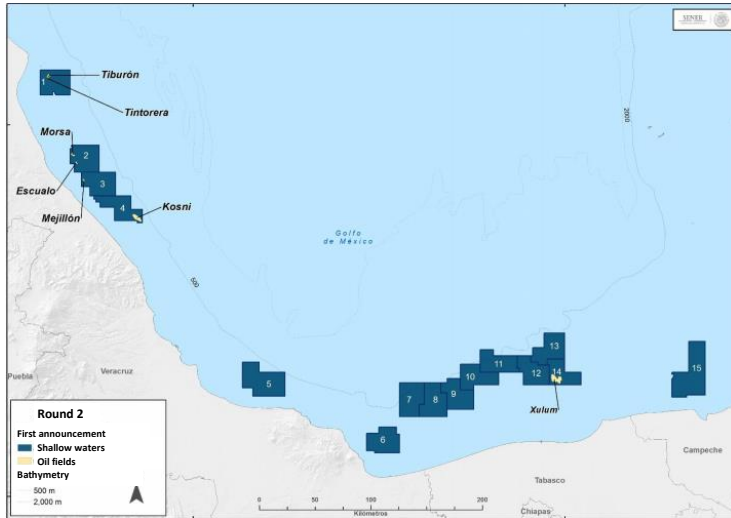 SENER
Tiburón
1
Tintorera
Morsa
2
Escualo
3
Mejillón
4
Kosni
2000
Golfo
de México
500
Puebla
Veracruz
5
6
7
8
9
10
11
12
13
14
15
Xulum
Campeche
Tabasco
Chiapas
Round 2
First announcement
Shallow waters
Oil fields
Bathymetry
500 m
2,000 m
0
50
100
200
Kilómetros